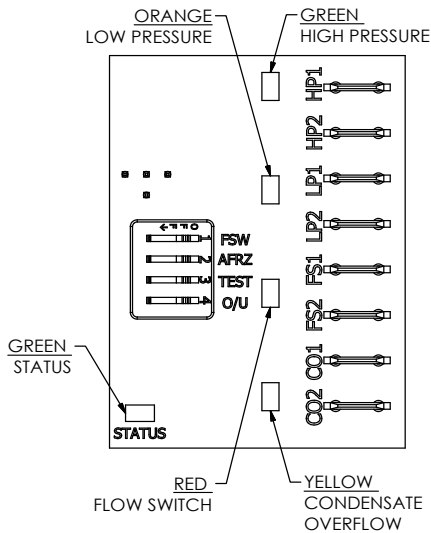 ORANGE
LOW PRESSURE
GREEN
HIGH PRESSURE
HP1
HP2
LP1
LP2
FS1
FS2
CO1
CO2
OFF→
1 FSW
2 AFRZ
3 TEST
4 O/U
GREEN
STATUS
STATUS
RED
FLOW SWITCH
YELLOW
CONDENSATE
OVERFLOW